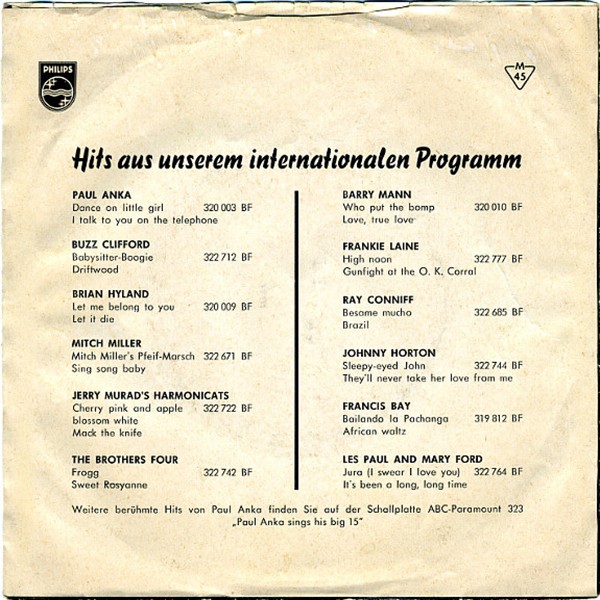 PHILIPS
M
45
Hits aus unserem internationalen Programm
PAUL ANKA
Dance on little girl 320 003 BF
I talk to you on the telephone
BUZZ CLIFFORD
Babysitter-Boogie 322 712 BF
Driftwood
BRIAN HYLAND
Let me belong to you 320 009 BF
Let it die
MITCH MILLER
Mitch Miller's Pfeif-Marsch 322 671 BF
Sing song baby
JERRY MURAD'S HARMONICATS
Cherry pink and apple 322 722 BF
blossom white
Mack the knife
THE BROTHERS FOUR
Frogg 322 742 BF
Sweet Rosyanne
BARRY MANN
Who put the bomp 320 010 BF
Love, true love
FRANKIE LAINE
High noon 322 777 BF
Gunfight at the O. K. Corral
RAY CONNIFF
Besame mucho 322 685 BF
Brazil
JOHNNY HORTON
Sleepy-eyed John 322 744 BF
They'll never take her love from me
FRANCIS BAY
Bailando la Pachanga 319 812 BF
African waltz
LES PAUL AND MARY FORD
Jura (I swear I love you) 322 764 BF
It's been a long, long time
Weitere berühmte Hits von Paul Anka finden Sie auf der Schallplatte ABC-Paramount 323
„Paul Anka sings his big 15"